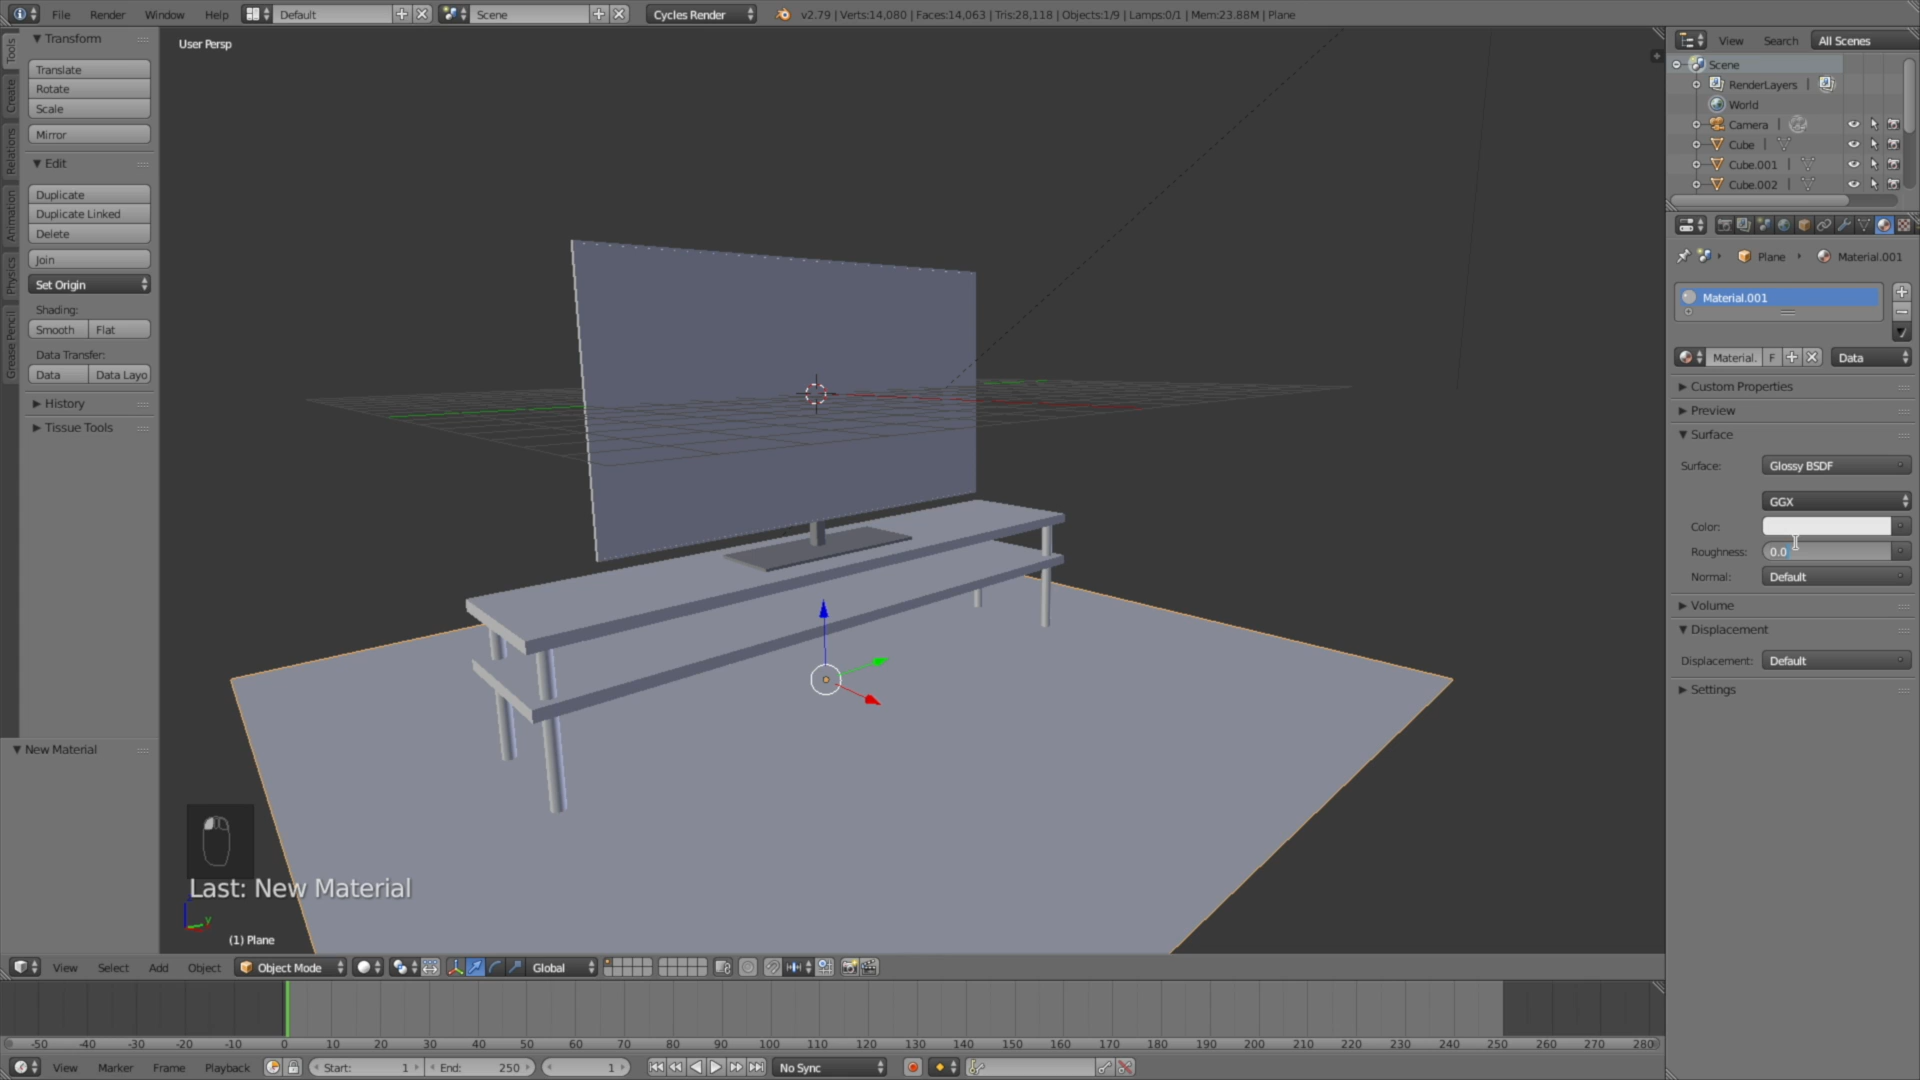 File Render Window Help Default Scene Cycles Render v2.79 | Verts:14,080 | Faces:14,063 | Tris:28,118 | Objects:1/9 | Lamps:0/1 | Mem:23.88M | Plane
Tools
Create
Relations
Animation
Physics
Grease Pencil
Transform
Translate
Rotate
Scale
Mirror
Edit
Duplicate
Duplicate Linked
Delete
Join
Set Origin
Shading:
Smooth Flat
Data Transfer:
Data Data Layo
History
Tissue Tools
New Material
User Persp
Last: New Material
y
(1) Plane
View Search All Scenes
Scene
RenderLayers |
World
Camera |
Cube |
Cube.001 |
Cube.002 |
Plane Material.001
Material.001
Material. F Data
Custom Properties
Preview
Surface
Surface: Glossy BSDF
GGX
Color:
Roughness: 0.0
Normal: Default
Volume
Displacement
Displacement: Default
Settings
View Select Add Object Object Mode Global
-50 -40 -30 -20 -10 0 10 20 30 40 50 60 70 80 90 100 110 120 130 140 150 160 170 180 190 200 210 220 230 240 250 260 270 280
View Marker Frame Playback Start: 1 End: 250 1 No Sync